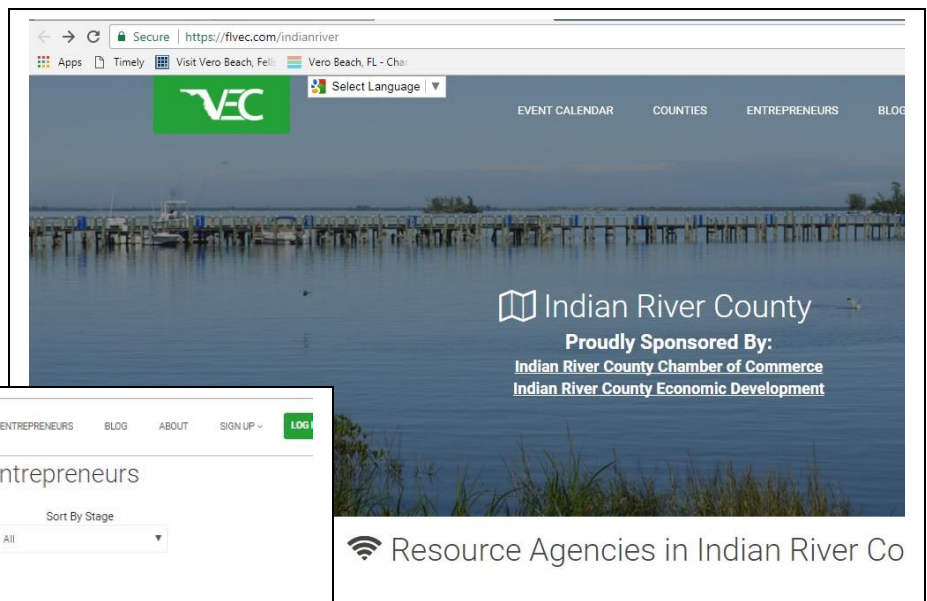 Secure | https://flvec.com/indianriver
Apps Timely Visit Vero Beach, Fells Vero Beach, FL - Cha
VEC
Select Language ▼
EVENT CALENDAR COUNTIES ENTREPRENEURS BLOG
Indian River County
Proudly Sponsored By:
Indian River County Chamber of Commerce
Indian River County Economic Development
ENTREPRENEURS BLOG ABOUT SIGN UP LOG
ntrepreneurs
Sort By Stage
All
Resource Agencies in Indian River Co